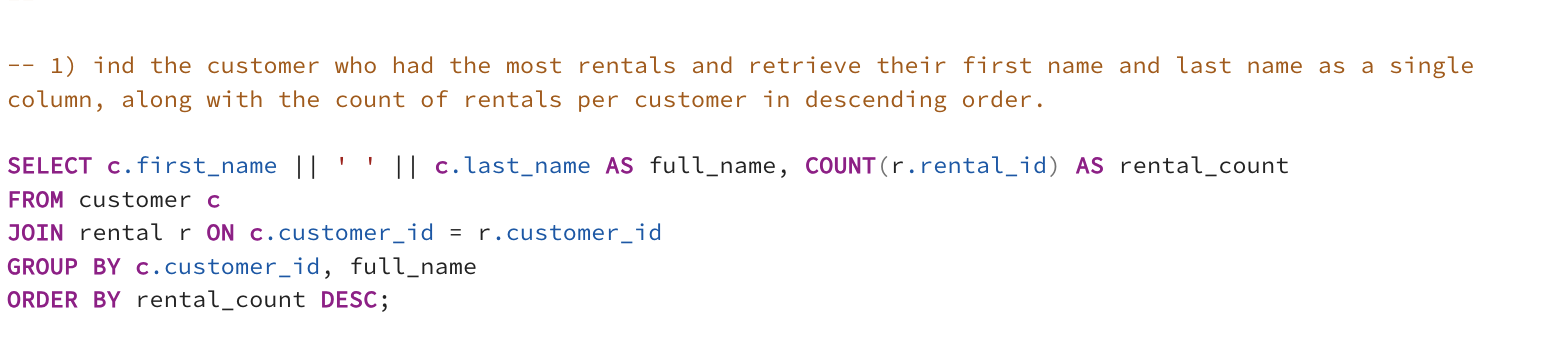 -- 1) ind the customer who had the most rentals and retrieve their first name and last name as a single
column, along with the count of rentals per customer in descending order.
SELECT c.first_name || ' ' || c.last_name AS full_name, COUNT(r.rental_id) AS rental_count
FROM customer c
JOIN rental r ON c.customer_id = r.customer_id
GROUP BY c.customer_id, full_name
ORDER BY rental_count DESC;